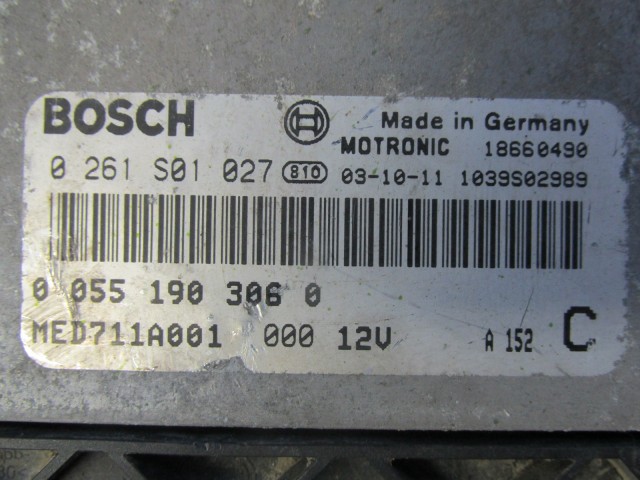 BOSCH Made in Germany
MOTRONIC 18660490
0 261 S01 027 810 03-10-11 1039S02989
0 055 190 306 0
MED711A001 000 12V A 152 C